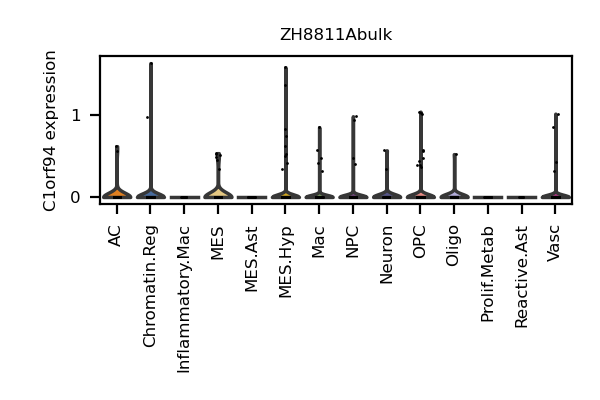 ZH8811Abulk
C1orf94 expression
1
0
AC
Chromatin.Reg
Inflammatory.Mac
MES
MES.Ast
MES.Hyp
Mac
NPC
Neuron
OPC
Oligo
Prolif.Metab
Reactive.Ast
Vasc